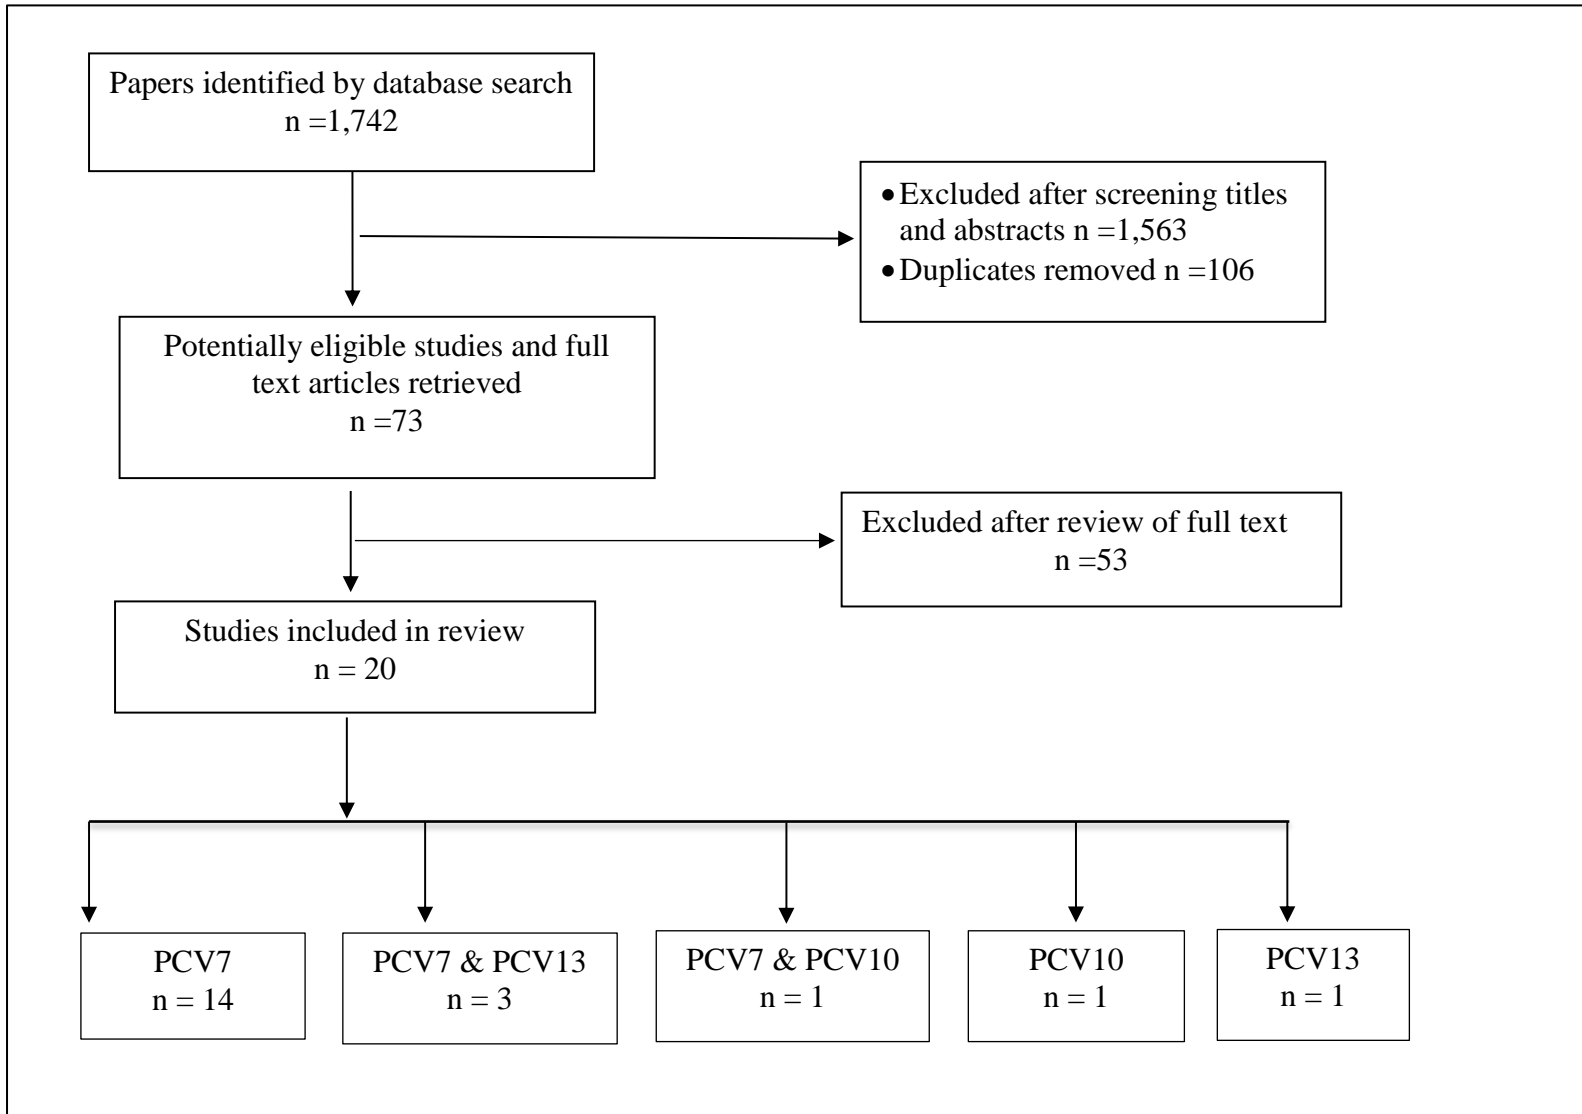 Papers identified by database search
n =1,742
•Excluded after screening titles
and abstracts n =1,563
•Duplicates removed n =106
Potentially eligible studies and full
text articles retrieved
n =73
Excluded after review of full text
n =53
Studies included in review
n = 20
PCV7
n = 14
PCV7 & PCV13
n = 3
PCV7 & PCV10
n = 1
PCV10
n = 1
PCV13
n = 1